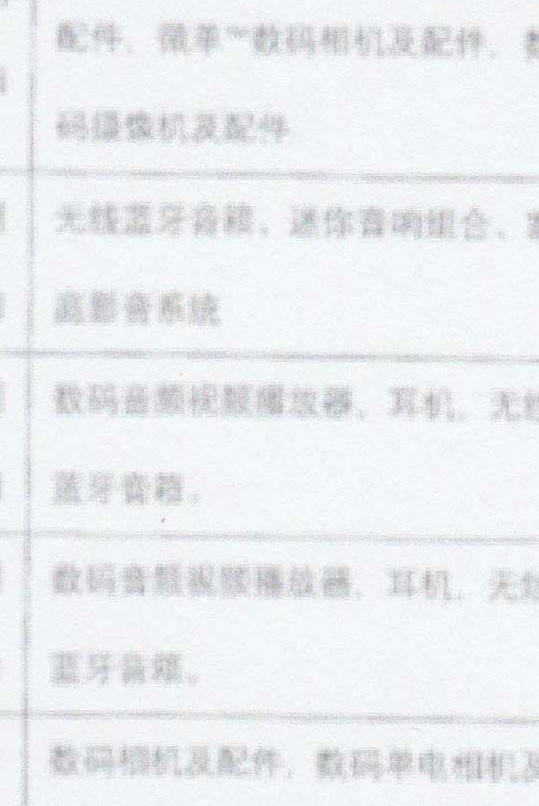 配件、微单™数码相机及配件、数
码摄像机及配件
无线蓝牙音箱、迷你音响组合、家
庭影音系统
数码音频视频播放器、耳机、无线
蓝牙音箱。
数码音频视频播放器、耳机、无线
蓝牙音箱。
数码相机及配件、数码单电相机及